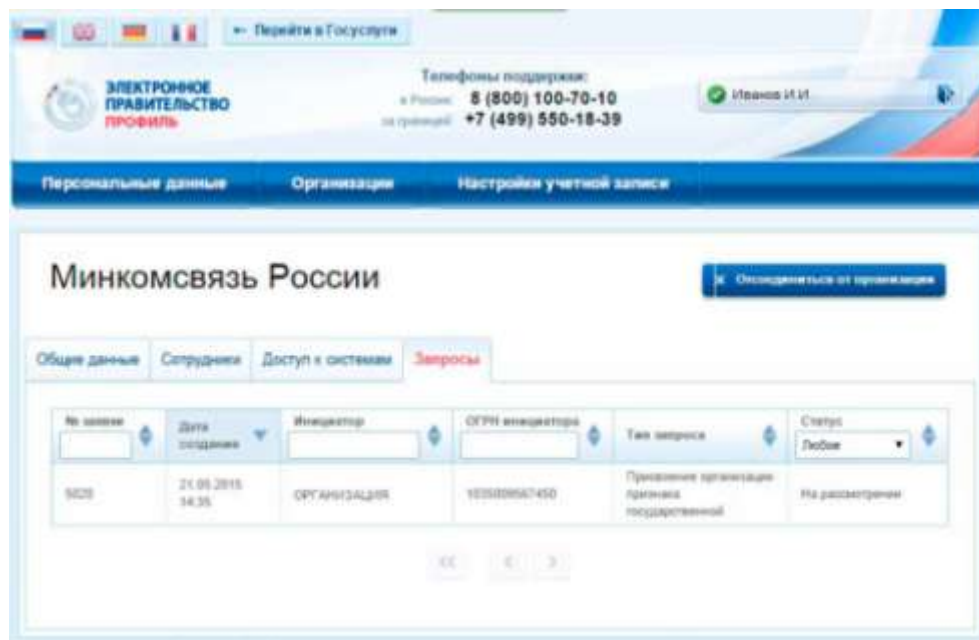 ← Перейти в Госуслуги
ЭЛЕКТРОННОЕ
ПРАВИТЕЛЬСТВО
ПРОФИЛЬ
Телефоны поддержки:
в России 8 (800) 100-70-10
за границей +7 (499) 550-18-39
Иванов И.И.
Персональные данные Организации Настройки учетной записи
Минкомсвязь России
× Отсоединиться от организации
Общие данные Сотрудники Доступ к системам Запросы
№ заявки Дата создания Инициатор ОГРН инициатора Тип запроса Статус
Любое
21.05.2015
14:35
ОРГАНИЗАЦИЯ
Присвоение организации
признака
государственной
На рассмотрении